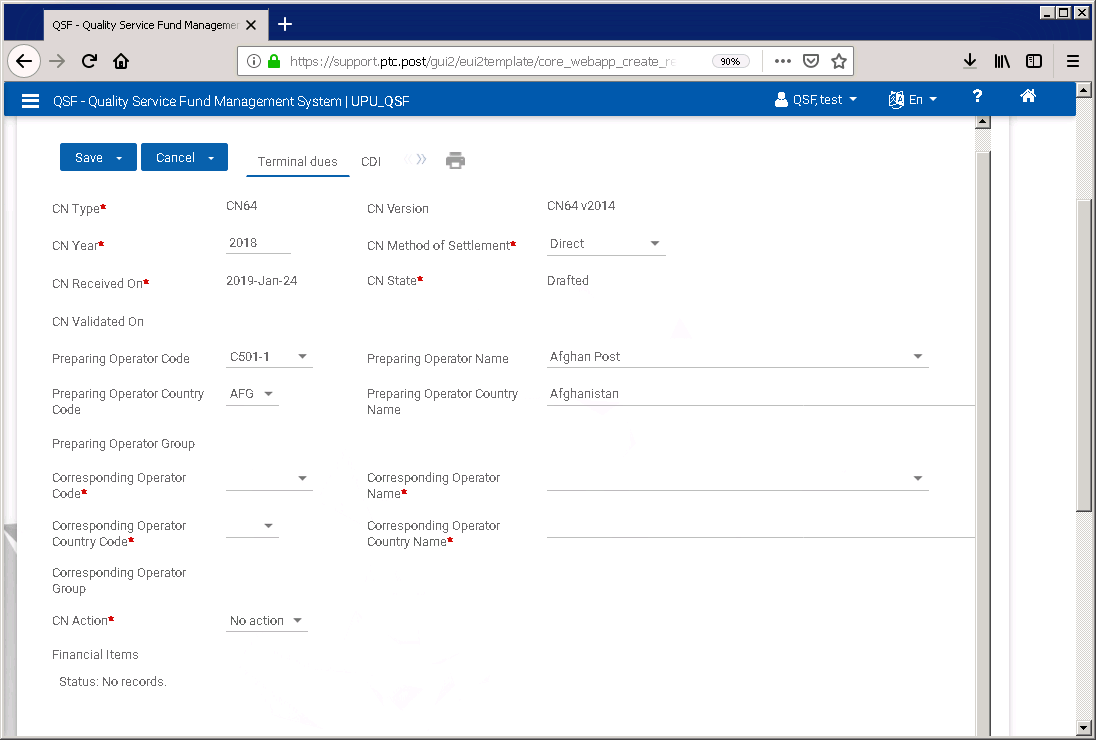 QSF - Quality Service Fund Managemen
https://support.ptc.post/gui2/eui2template/core_webapp_create_re
90%
QSF - Quality Service Fund Management System | UPU_QSF
QSF, test
En
?
Save
Cancel
Terminal dues
CDI
CN Type*
CN64
CN Version
CN64 v2014
CN Year*
2018
CN Method of Settlement*
Direct
CN Received On*
2019-Jan-24
CN State*
Drafted
CN Validated On
Preparing Operator Code
C501-1
Preparing Operator Name
Afghan Post
Preparing Operator Country
Code
AFG
Preparing Operator Country
Name
Afghanistan
Preparing Operator Group
Corresponding Operator
Code*
Corresponding Operator
Name*
Corresponding Operator
Country Code*
Corresponding Operator
Country Name*
Corresponding Operator
Group
CN Action*
No action
Financial Items
Status: No records.